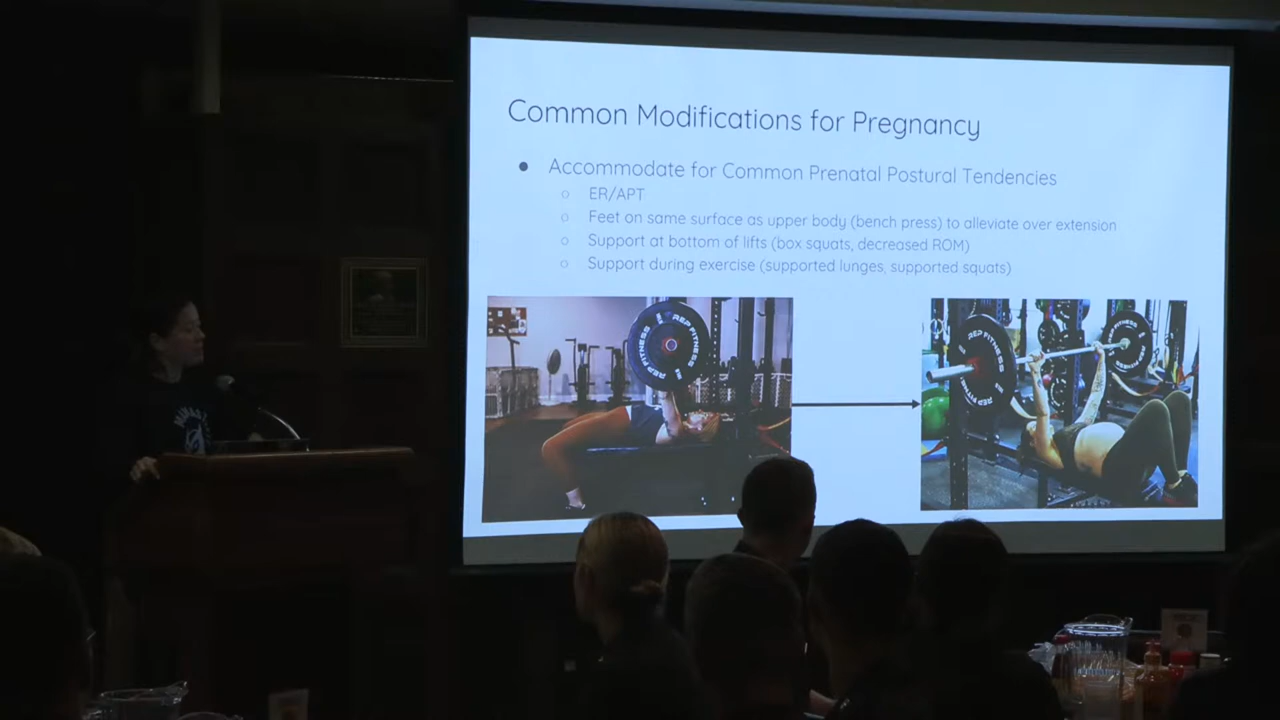 Common Modifications for Pregnancy
● Accommodate for Common Prenatal Postural Tendencies
○ ER/APT
○ Feet on same surface as upper body (bench press) to alleviate over extension
○ Support at bottom of lifts (box squats, decreased ROM)
○ Support during exercise (supported lunges, supported squats)
REP FITNESS
REP FITNESS
REP FITNESS